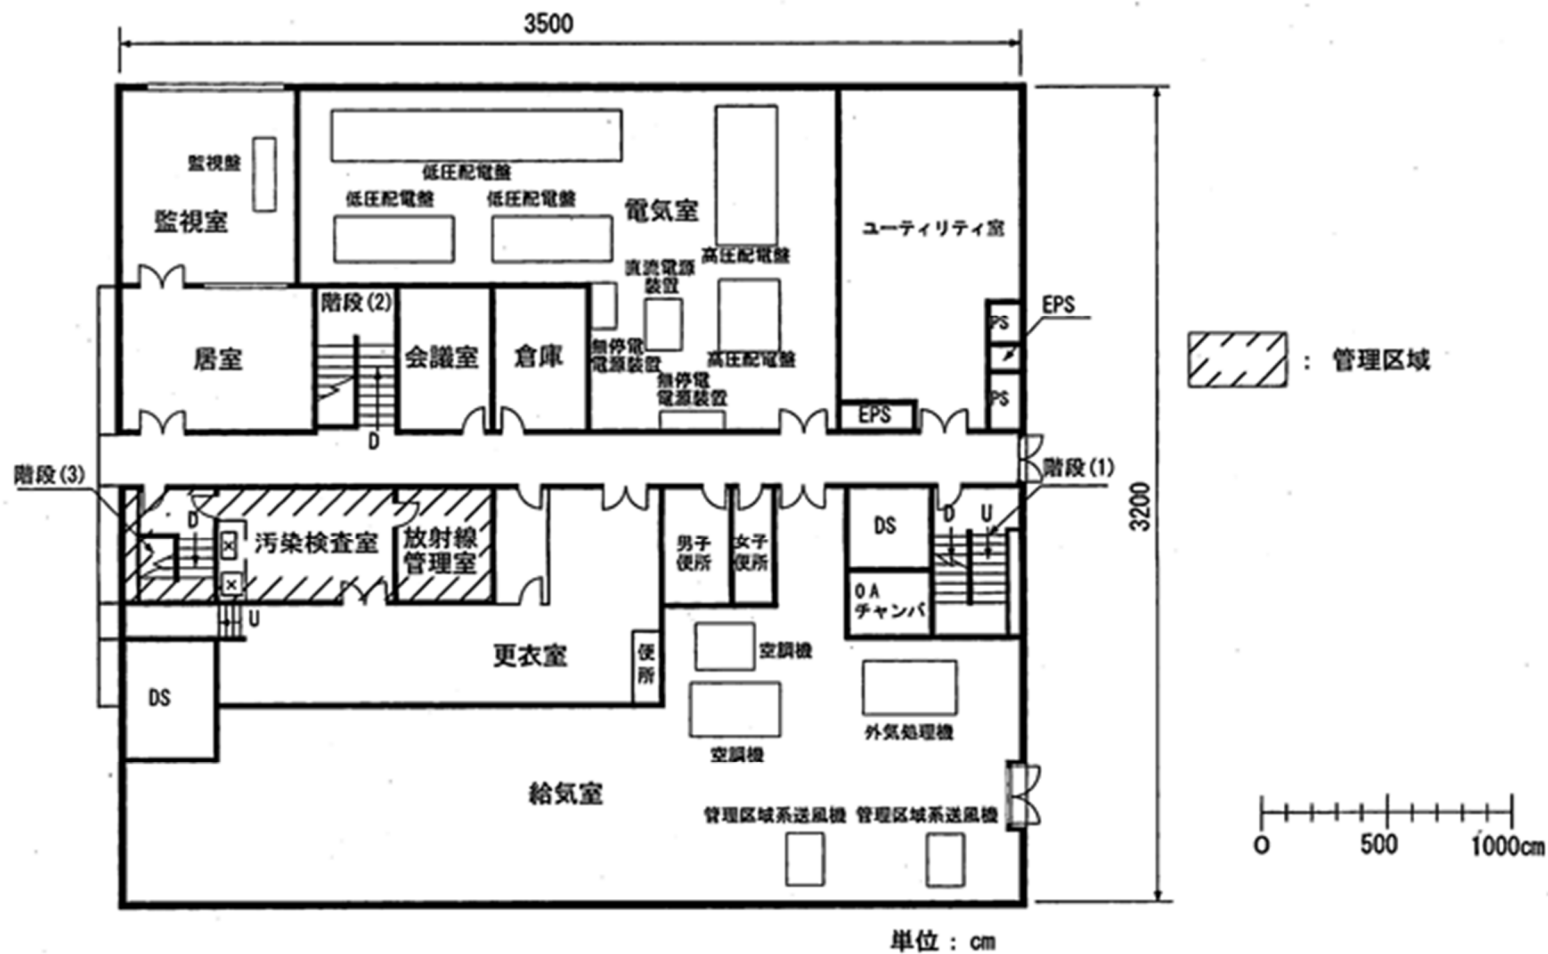 3500
監視盤
監視室
低圧配電盤
低圧配電盤
低圧配電盤
電気室
高圧配電盤
直流電源
装置
ユーティリティ室
無停電
電源装置
高圧配電盤
無停電
電源装置
PS
EPS
PS
EPS
居室
階段(2)
D
会議室
倉庫
:管理区域
階段(3)
D
汚染検査室
放射線
管理室
男子
便所
女子
便所
DS
OA
チャンバ
D
U
階段(1)
3200
U
更衣室
便
所
空調機
空調機
外気処理機
DS
給気室
管理区域系送風機
管理区域系送風機
0
500
1000cm
単位:cm